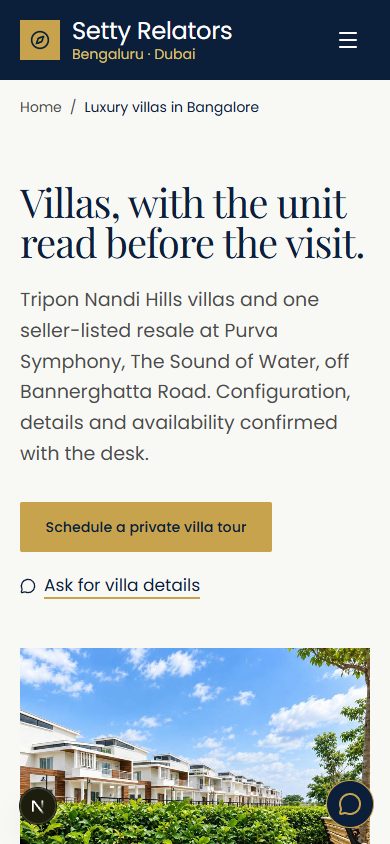 Setty Relators
Bengaluru · Dubai
Home / Luxury villas in Bangalore
Villas, with the unit
read before the visit.
Tripon Nandi Hills villas and one
seller-listed resale at Purva
Symphony, The Sound of Water, off
Bannerghatta Road. Configuration,
details and availability confirmed
with the desk.
Schedule a private villa tour
Ask for villa details
N